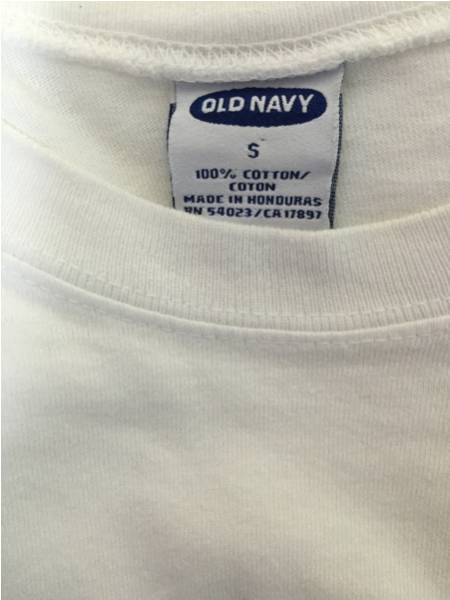 OLD NAVY
S
100% COTTON/
COTON
MADE IN HONDURAS
RN 54023/CA17897